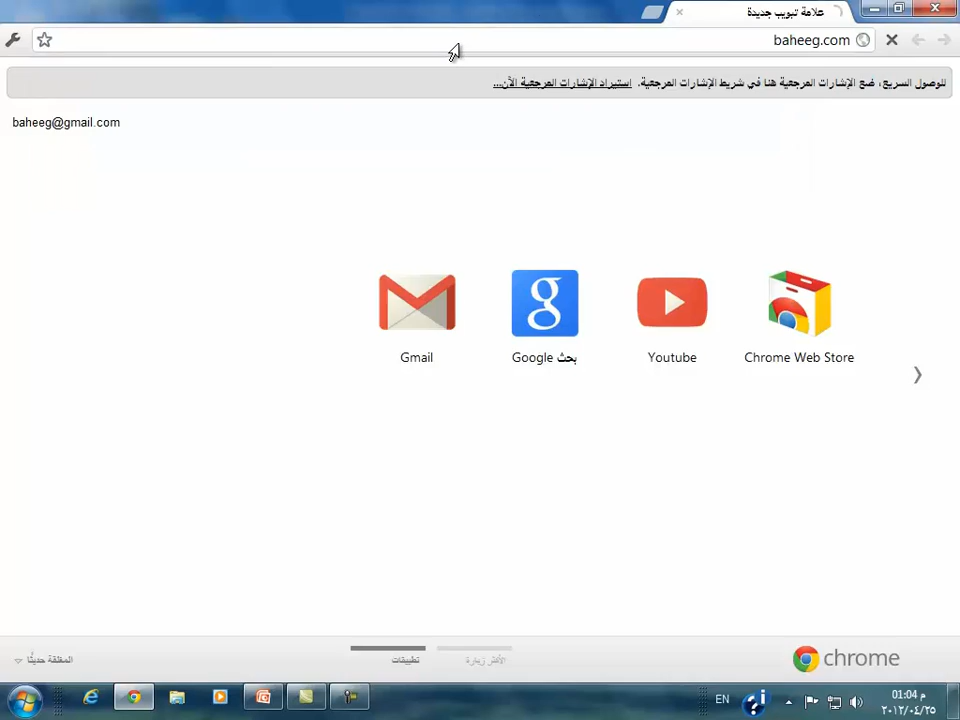 علامة تبويب جديدة
baheeg.com
للوصول السريع، ضع الإشارات المرجعية هنا في شريط الإشارات المرجعية. استيراد الإشارات المرجعية الآن...
baheeg@gmail.com
Gmail
بحث Google
Youtube
Chrome Web Store
المغلقة حديثًا
تطبيقات
الأكثر زيارة
chrome
EN
01:04 م
٢٠١٢/٠٤/٢٥